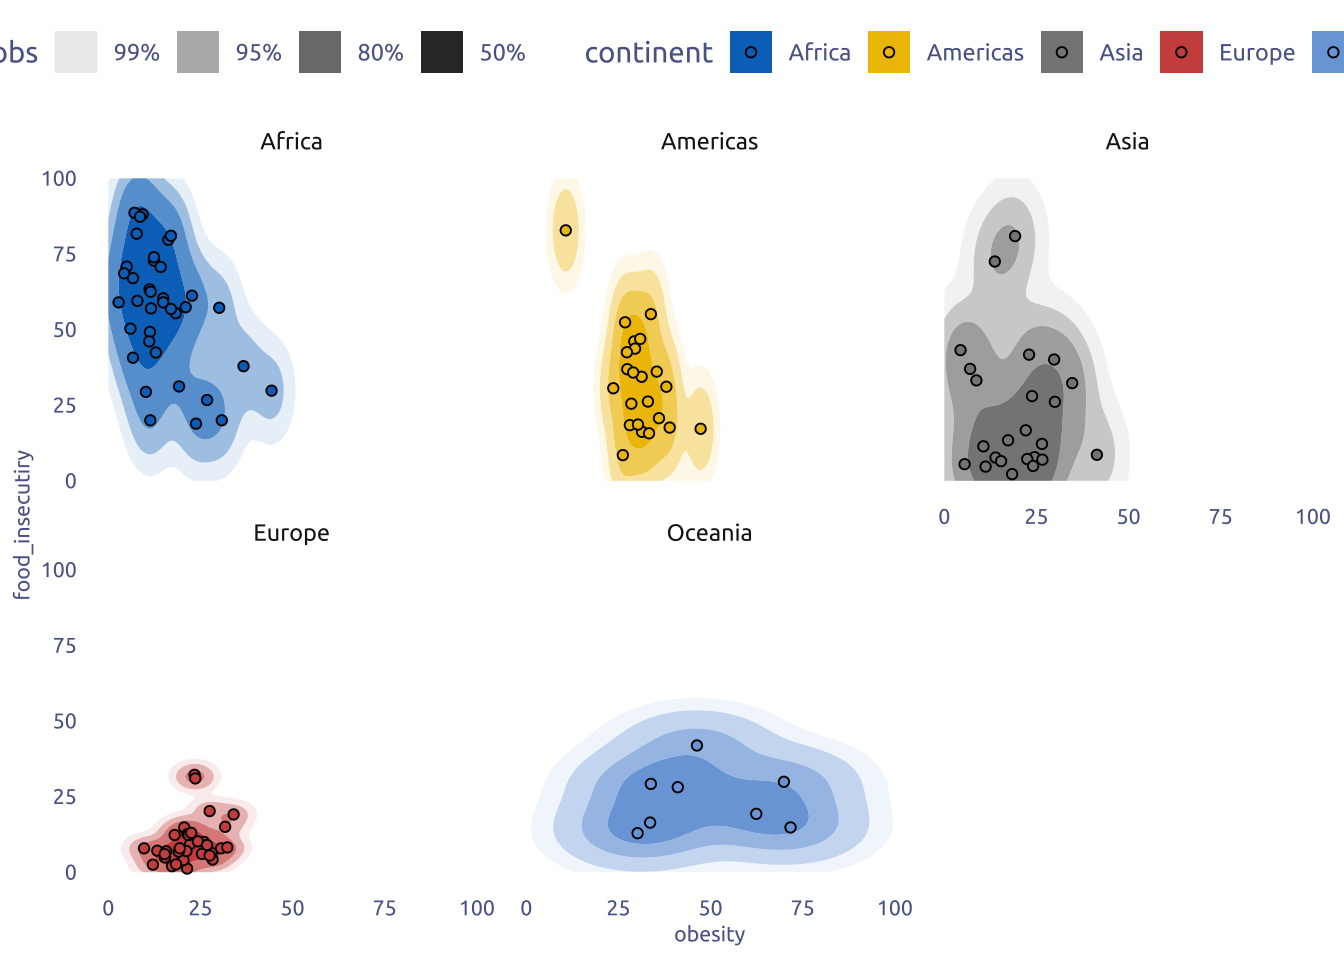 obs 99% 95% 80% 50% continent Africa Americas Asia Europe
Africa Americas Asia
100
75
50
25
0
0 25 50 75 100
Europe Oceania
food_insecutiry
100
75
50
25
0
0 25 50 75 100 0 25 50 75 100
obesity